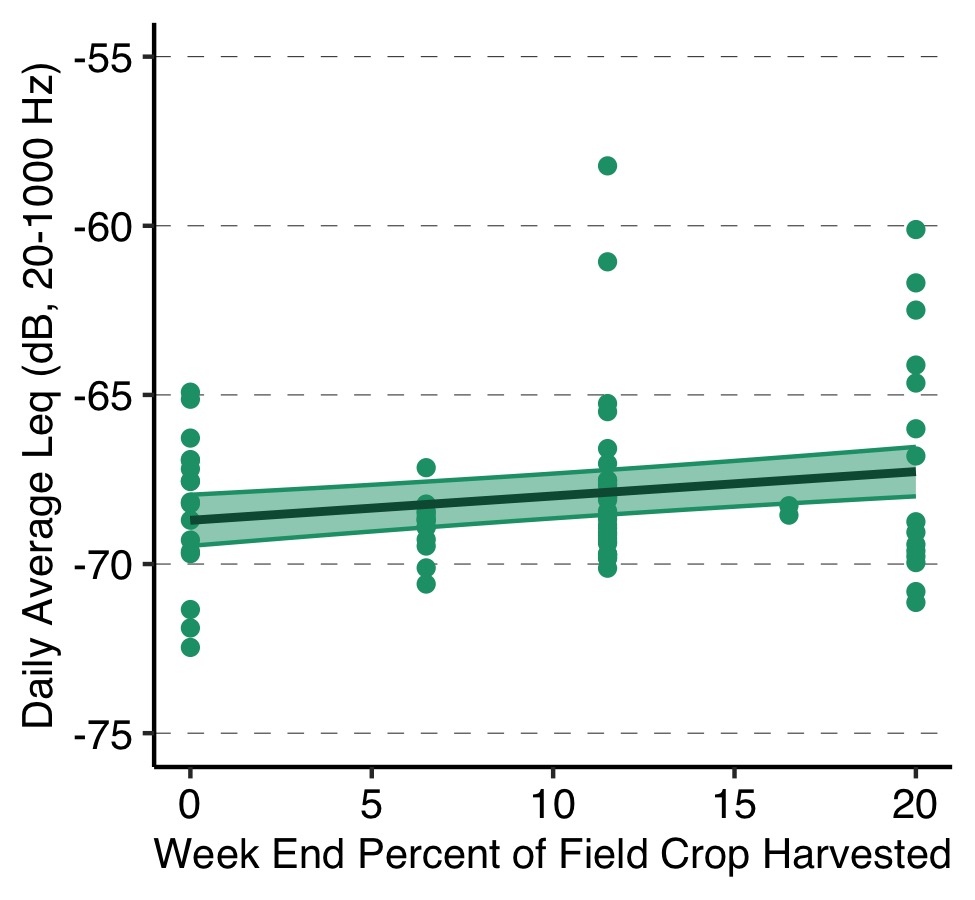 Daily Average Leq (dB, 20-1000 Hz)
-55
-60
-65
-70
-75
0 5 10 15 20
Week End Percent of Field Crop Harvested